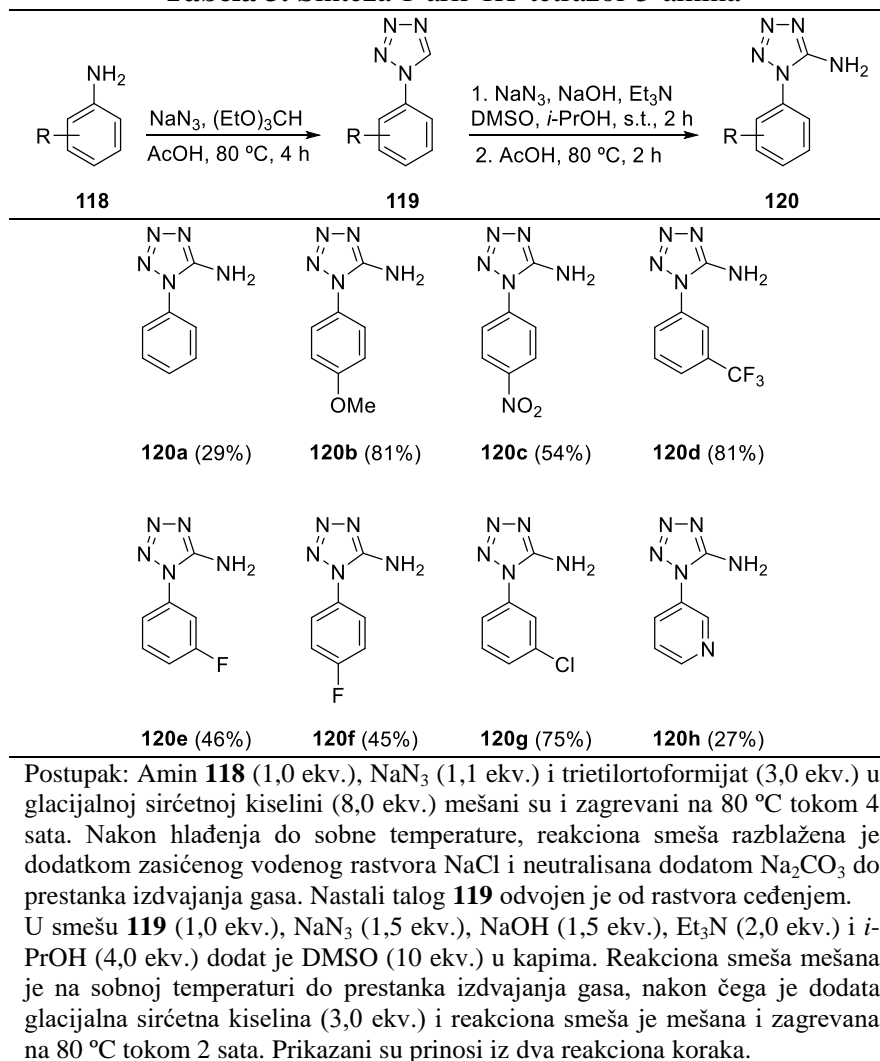 N N
N
N
NH2
R
118
NaN3, (EtO)3CH
AcOH, 80 ºC, 4 h
R
119
1. NaN3, NaOH, Et3N
DMSO, i-PrOH, s.t., 2 h
2. AcOH, 80 ºC, 2 h
N N
N
N
NH2
R
120
N N
N
N
NH2
N N
N
N
NH2
OMe
N N
N
N
NH2
NO2
N N
N
N
NH2
CF3
120a (29%) 120b (81%) 120c (54%) 120d (81%)
N N
N
N
NH2
F
N N
N
N
NH2
F
N N
N
N
NH2
Cl
N N
N
N
NH2
N
120e (46%) 120f (45%) 120g (75%) 120h (27%)
Postupak: Amin 118 (1,0 ekv.), NaN3 (1,1 ekv.) i trietilortoformijat (3,0 ekv.) u
glacijalnoj sirćetnoj kiselini (8,0 ekv.) mešani su i zagrevani na 80 ºC tokom 4
sata. Nakon hlađenja do sobne temperature, reakciona smeša razblažena je
dodatkom zasićenog vodenog rastvora NaCl i neutralisana dodatom Na2CO3 do
prestanka izdvajanja gasa. Nastali talog 119 odvojen je od rastvora ceđenjem.
U smešu 119 (1,0 ekv.), NaN3 (1,5 ekv.), NaOH (1,5 ekv.), Et3N (2,0 ekv.) i i-
PrOH (4,0 ekv.) dodat je DMSO (10 ekv.) u kapima. Reakciona smeša mešana
je na sobnoj temperaturi do prestanka izdvajanja gasa, nakon čega je dodata
glacijalna sirćetna kiselina (3,0 ekv.) i reakciona smeša je mešana i zagrevana
na 80 ºC tokom 2 sata. Prikazani su prinosi iz dva reakciona koraka.